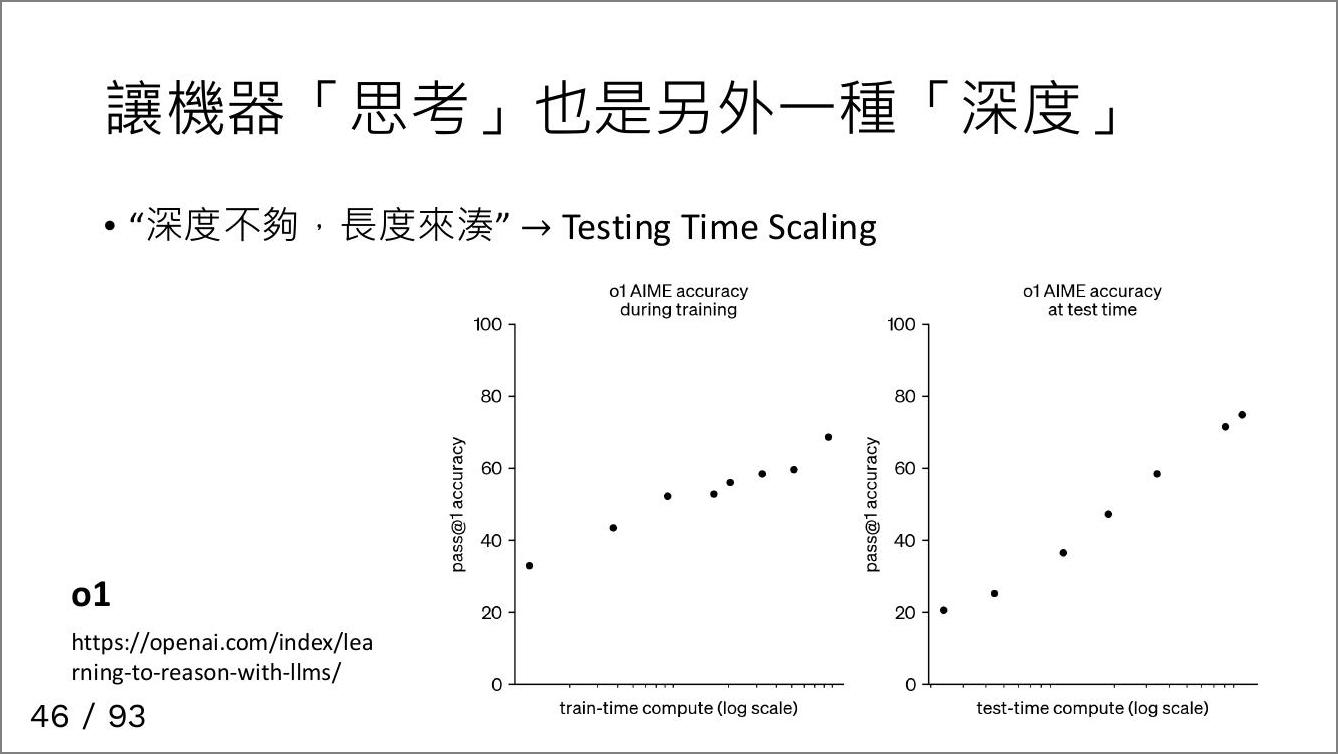 讓機器「思考」也是另外一種「深度」
• “深度不夠，長度來湊” → Testing Time Scaling
o1 AIME accuracy
during training
100
80
60
40
20
0
pass@1 accuracy
train-time compute (log scale)
o1 AIME accuracy
at test time
100
80
60
40
20
0
pass@1 accuracy
test-time compute (log scale)
o1
https://openai.com/index/lea
rning-to-reason-with-llms/
46 / 93